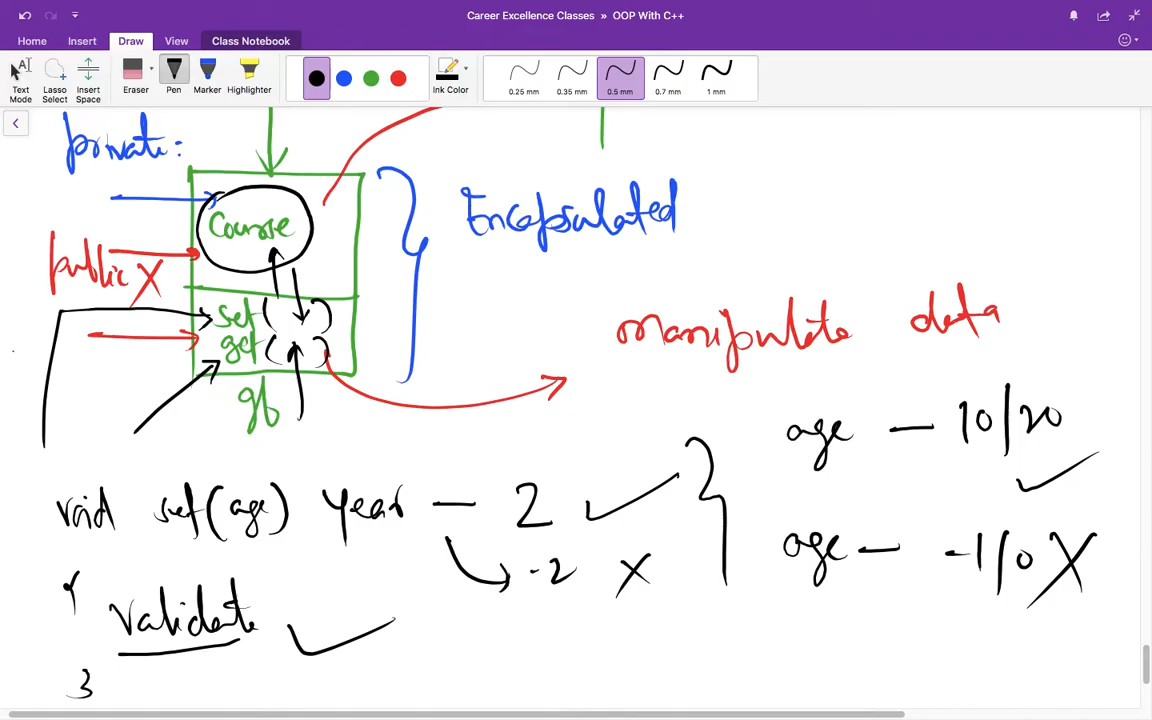 Career Excellence Classes » OOP With C++
Home Insert Draw View Class Notebook
Text Mode Lasso Select Insert Space Eraser Pen Marker Highlighter Ink Color 0.25 mm 0.35 mm 0.5 mm 0.7 mm 1 mm
private:
Course
Encapsulated
public X
set( )
get( )
manipulate data
age — 10/20
void set(age) year — 2 ✓
-2 X
age — -1/0 X
{
validate ✓
}